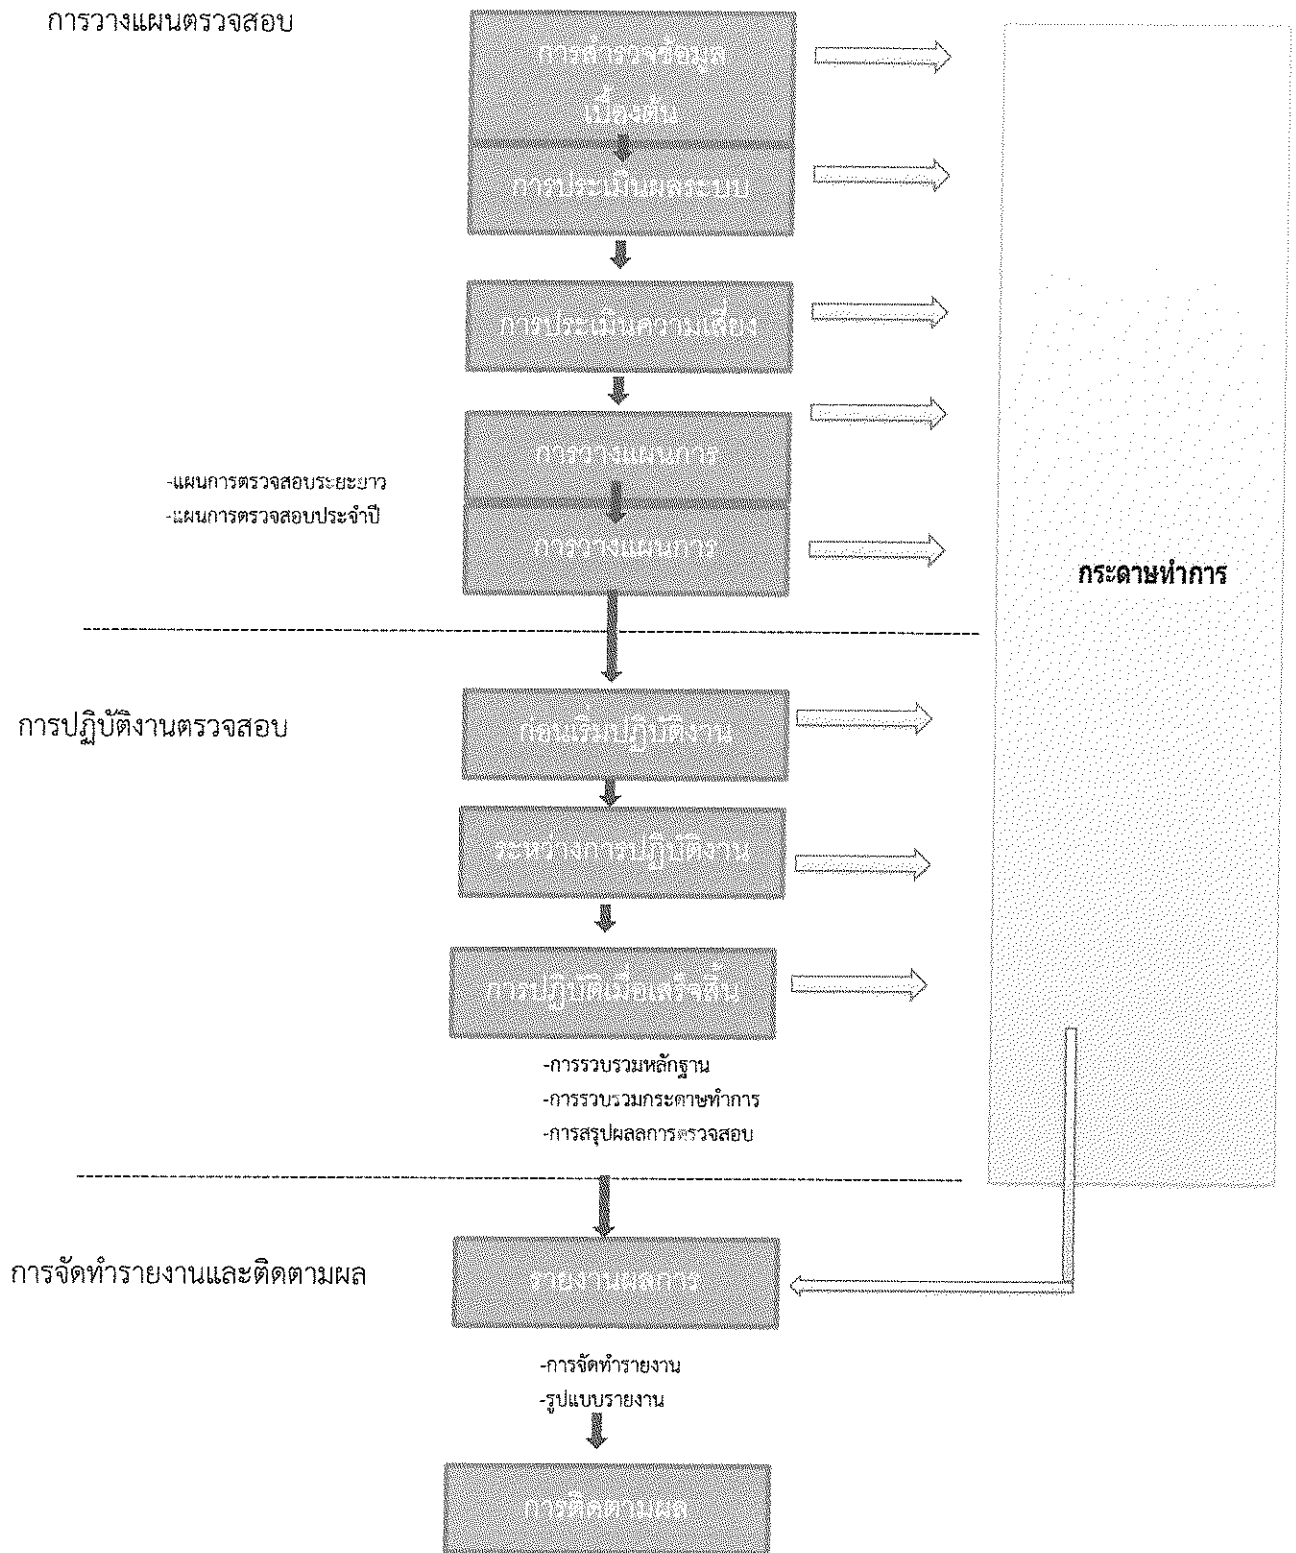 การวางแผนตรวจสอบ
การสำรวจข้อมูล
เบื้องต้น
การประเมินผลระบบ
การประเมินความเสี่ยง
การวางแผนการ
-แผนการตรวจสอบระยะยาว
-แผนการตรวจสอบประจำปี
การวางแผนการ
กระดาษทำการ
การปฏิบัติงานตรวจสอบ
ก่อนเริ่มปฏิบัติงาน
ระหว่างการปฏิบัติงาน
การปฏิบัติเมื่อเสร็จสิ้น
-การรวบรวมหลักฐาน
-การรวบรวมกระดาษทำการ
-การสรุปผลลการตรวจสอบ
การจัดทำรายงานและติดตามผล
รายงานผลการ
-การจัดทำรายงาน
-รูปแบบรายงาน
การติดตามผล